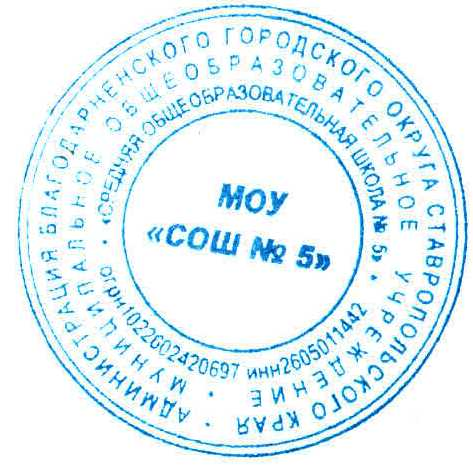 АДМИНИСТРАЦИЯ БЛАГОДАРНЕНСКОГО ГОРОДСКОГО ОКРУГА СТАВРОПОЛЬСКОГО КРАЯ •
МУНИЦИПАЛЬНОЕ ОБЩЕОБРАЗОВАТЕЛЬНОЕ УЧРЕЖДЕНИЕ •
• «СРЕДНЯЯ ОБЩЕОБРАЗОВАТЕЛЬНАЯ ШКОЛА № 5» •
ОГРН1022602420697 ИНН2605011442
МОУ
«СОШ № 5»